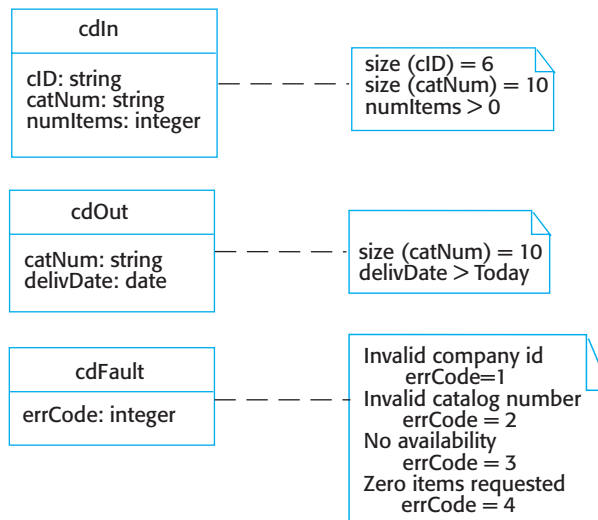 cdIn
cID: string
catNum: string
numItems: integer
size (cID) = 6
size (catNum) = 10
numItems > 0
cdOut
catNum: string
delivDate: date
size (catNum) = 10
delivDate > Today
cdFault
errCode: integer
Invalid company id
errCode=1
Invalid catalog number
errCode = 2
No availability
errCode = 3
Zero items requested
errCode = 4